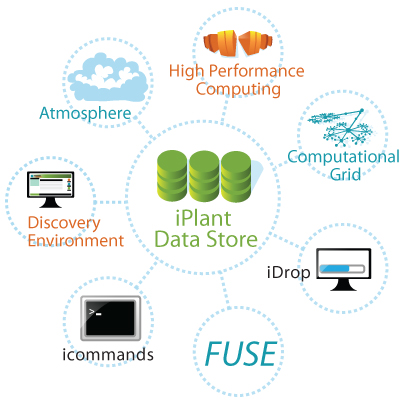 High Performance
Computing
Atmosphere
Computational
Grid
iPlant
Data Store
Discovery
Environment
iDrop
>_
icommands
FUSE